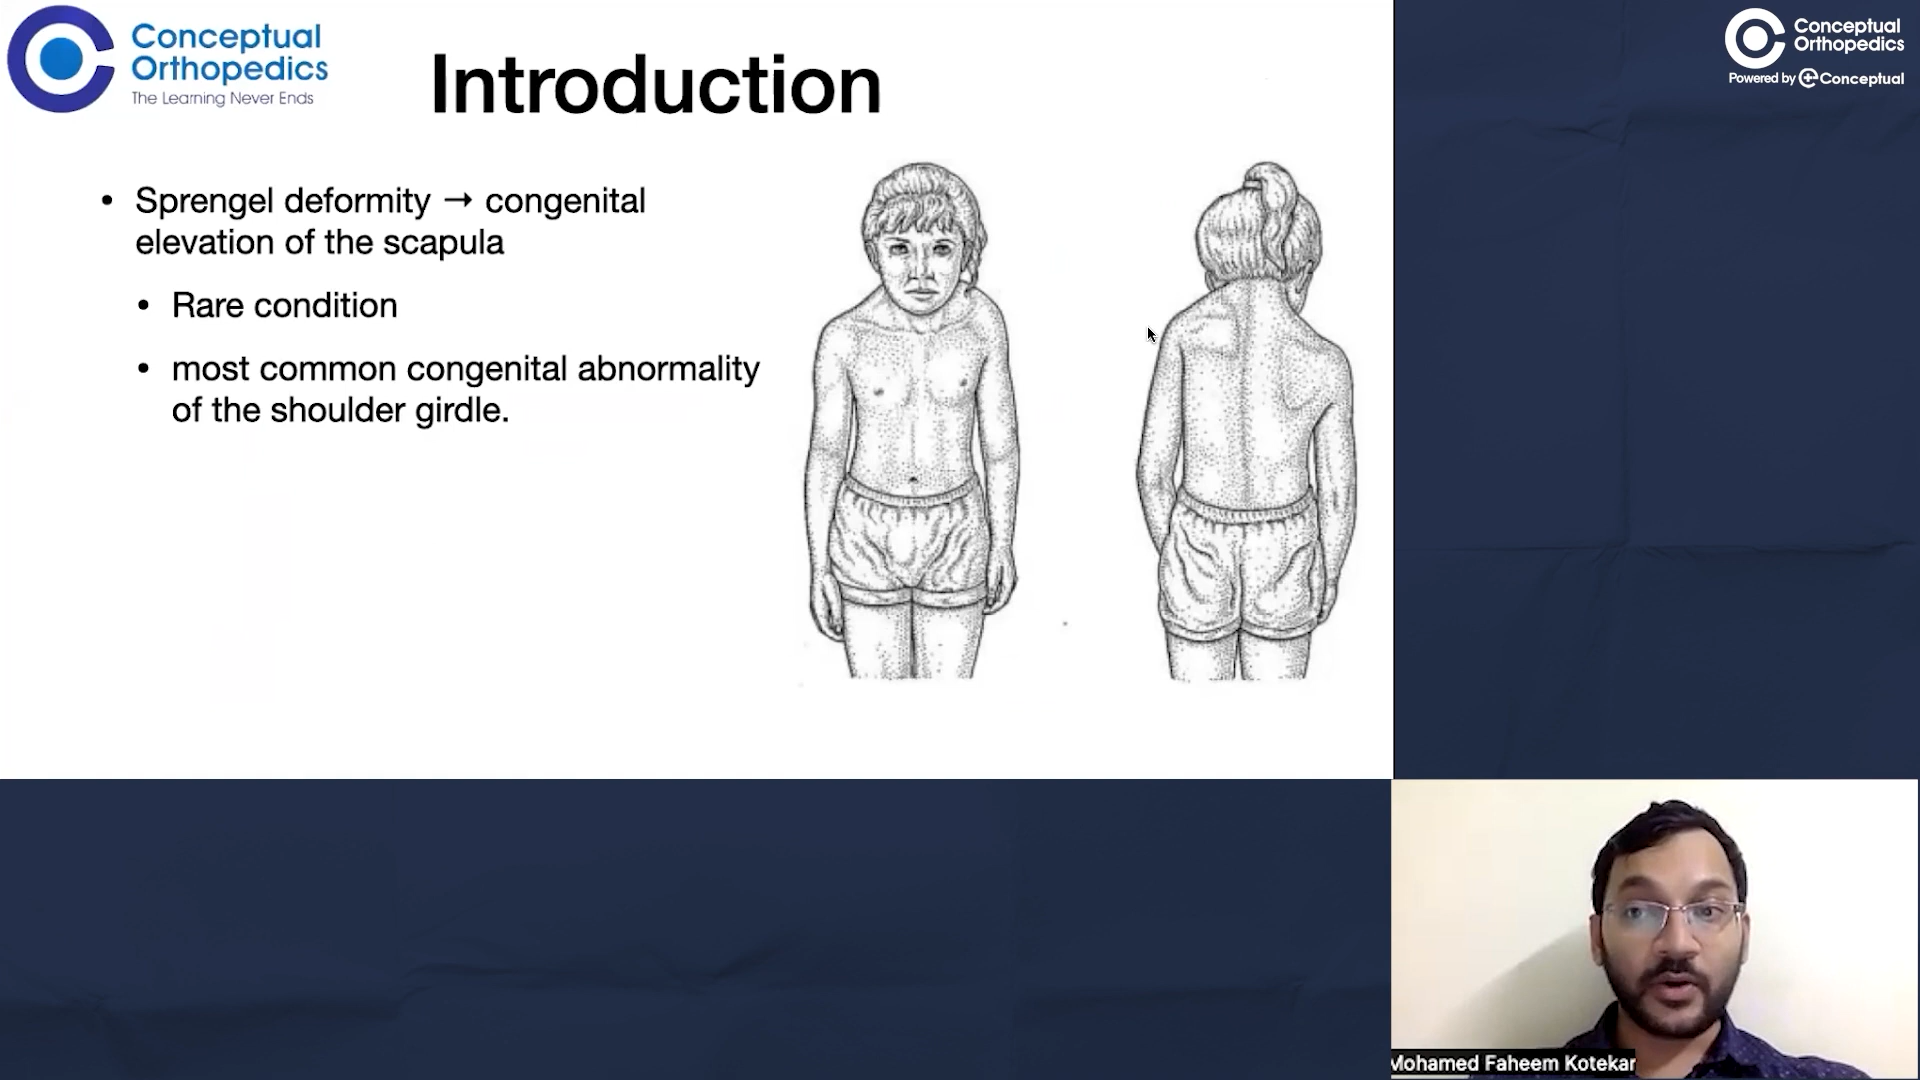 Conceptual
Orthopedics
The Learning Never Ends
Introduction
• Sprengel deformity → congenital
elevation of the scapula
• Rare condition
• most common congenital abnormality
of the shoulder girdle.
Conceptual
Orthopedics
Powered by Conceptual
Mohamed Faheem Kotekar